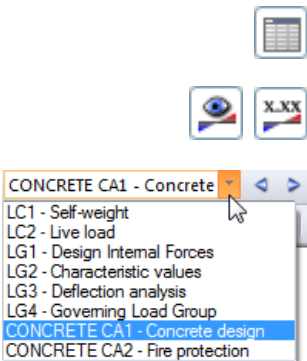 x.xx
CONCRETE CA1 - Concrete
LC1 - Self-weight
LC2 - Live load
LG1 - Design Internal Forces
LG2 - Characteristic values
LG3 - Deflection analysis
LG4 - Governing Load Group
CONCRETE CA1 - Concrete design
CONCRETE CA2 - Fire protection